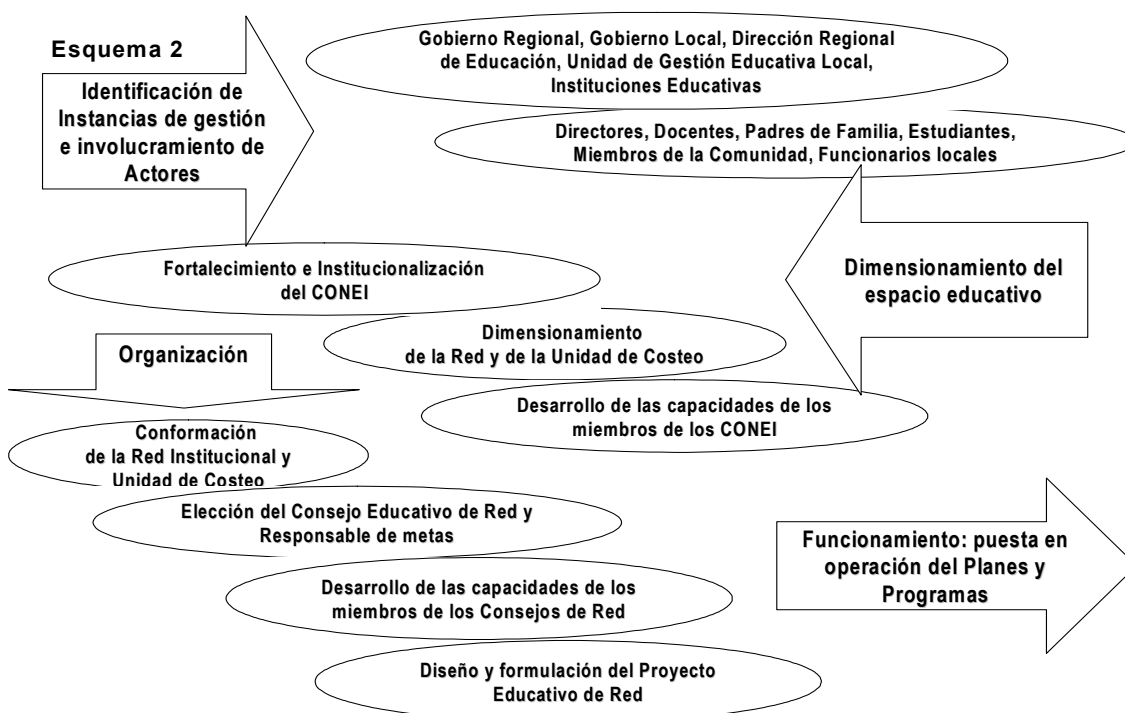 Esquema 2
Identificación de
Instancias de gestión
e involucramiento de
Actores
Gobierno Regional, Gobierno Local, Dirección Regional
de Educación, Unidad de Gestión Educativa Local,
Instituciones Educativas
Directores, Docentes, Padres de Familia, Estudiantes,
Miembros de la Comunidad, Funcionarios locales
Dimensionamiento del
espacio educativo
Fortalecimiento e Institucionalización
del CONEI
Dimensionamiento
de la Red y de la Unidad de Costeo
Desarrollo de las capacidades de los
miembros de los CONEI
Organización
Conformación
de la Red Institucional y
Unidad de Costeo
Elección del Consejo Educativo de Red y
Responsable de metas
Desarrollo de las capacidades de los
miembros de los Consejos de Red
Diseño y formulación del Proyecto
Educativo de Red
Funcionamiento: puesta en
operación del Planes y
Programas